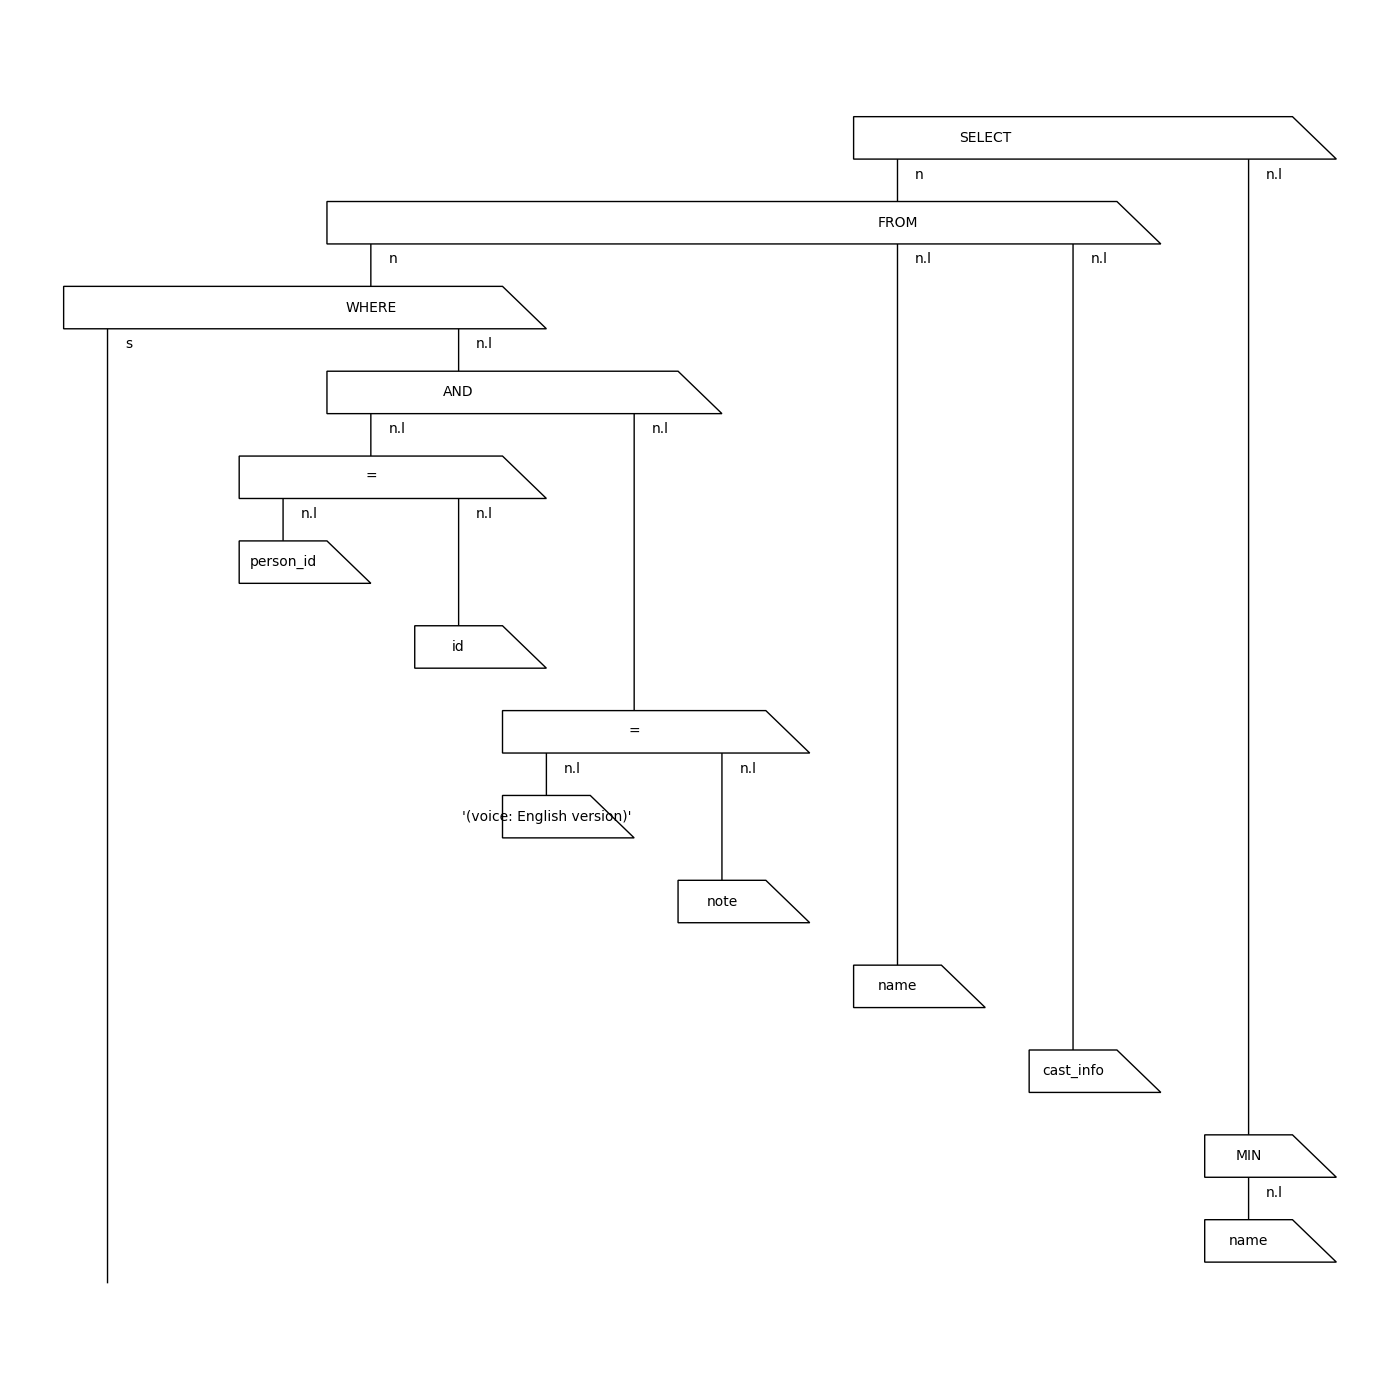 SELECT
n n.l
FROM
n n.l n.l
WHERE
s n.l
AND
n.l n.l
=
n.l n.l
person_id
id
=
n.l n.l
'(voice: English version)'
note
name
cast_info
MIN
n.l
name